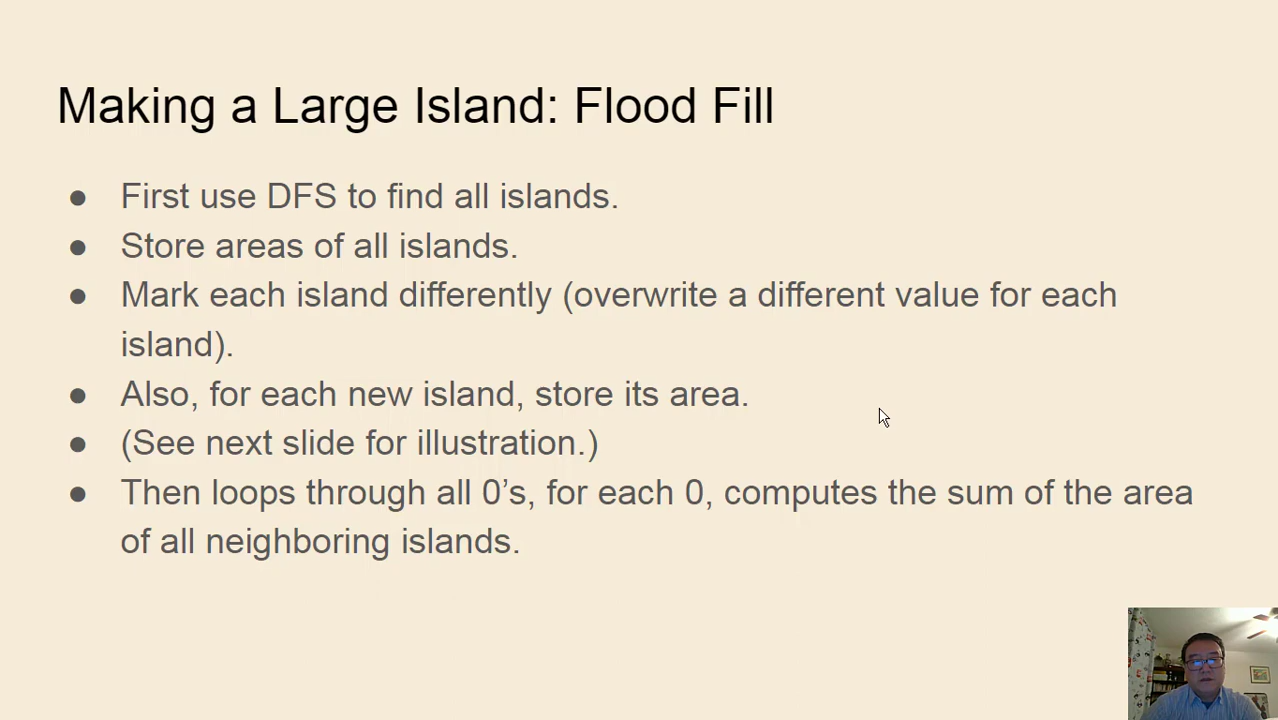 Making a Large Island: Flood Fill
● First use DFS to find all islands.
● Store areas of all islands.
● Mark each island differently (overwrite a different value for each
island).
● Also, for each new island, store its area.
● (See next slide for illustration.)
● Then loops through all 0’s, for each 0, computes the sum of the area
of all neighboring islands.